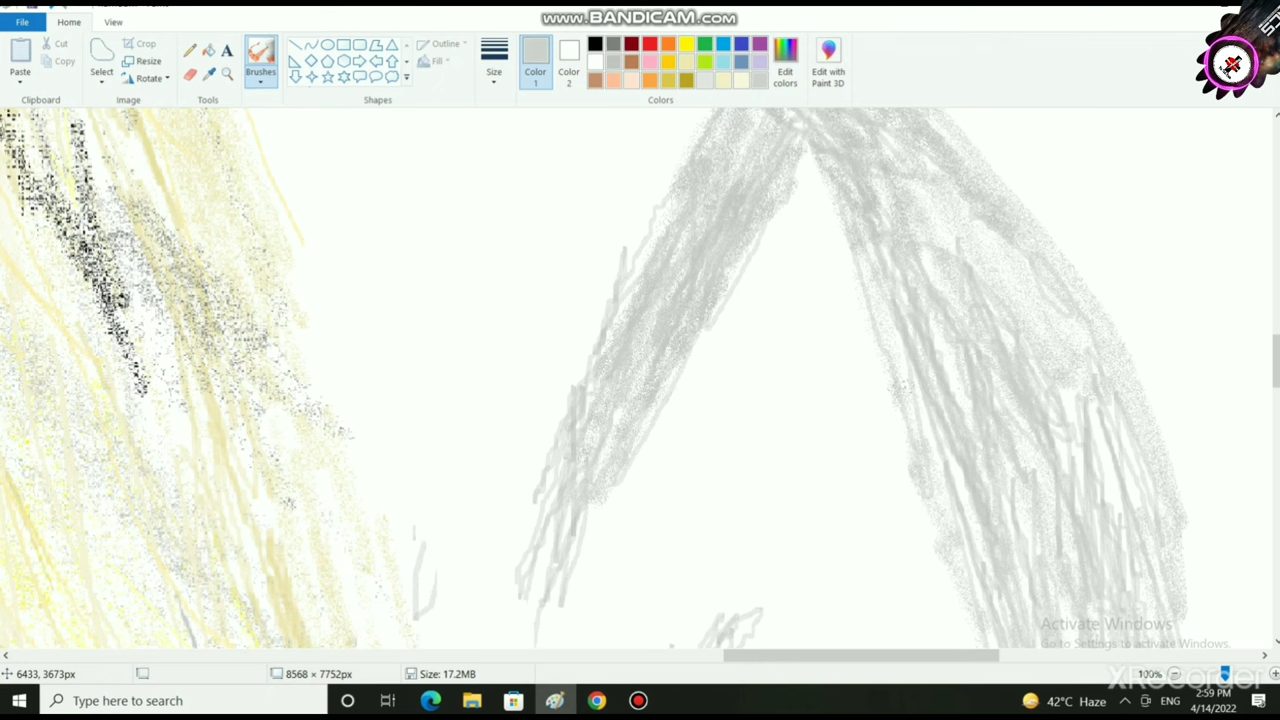 www.BANDICAM.com
File Home View
Cut
Copy
Paste
Clipboard
Select
Crop
Resize
Rotate
Image
A
Tools
Brushes
Outline
Fill
Shapes
Size
Color 1
Color 2
Edit colors
Edit with Paint 3D
Colors
Activate Windows
Go to Settings to activate Windows.
XRecorder
6433, 3673px
8568 × 7752px
Size: 17.2MB
100%
Type here to search
42°C Haze
ENG
2:59 PM
4/14/2022